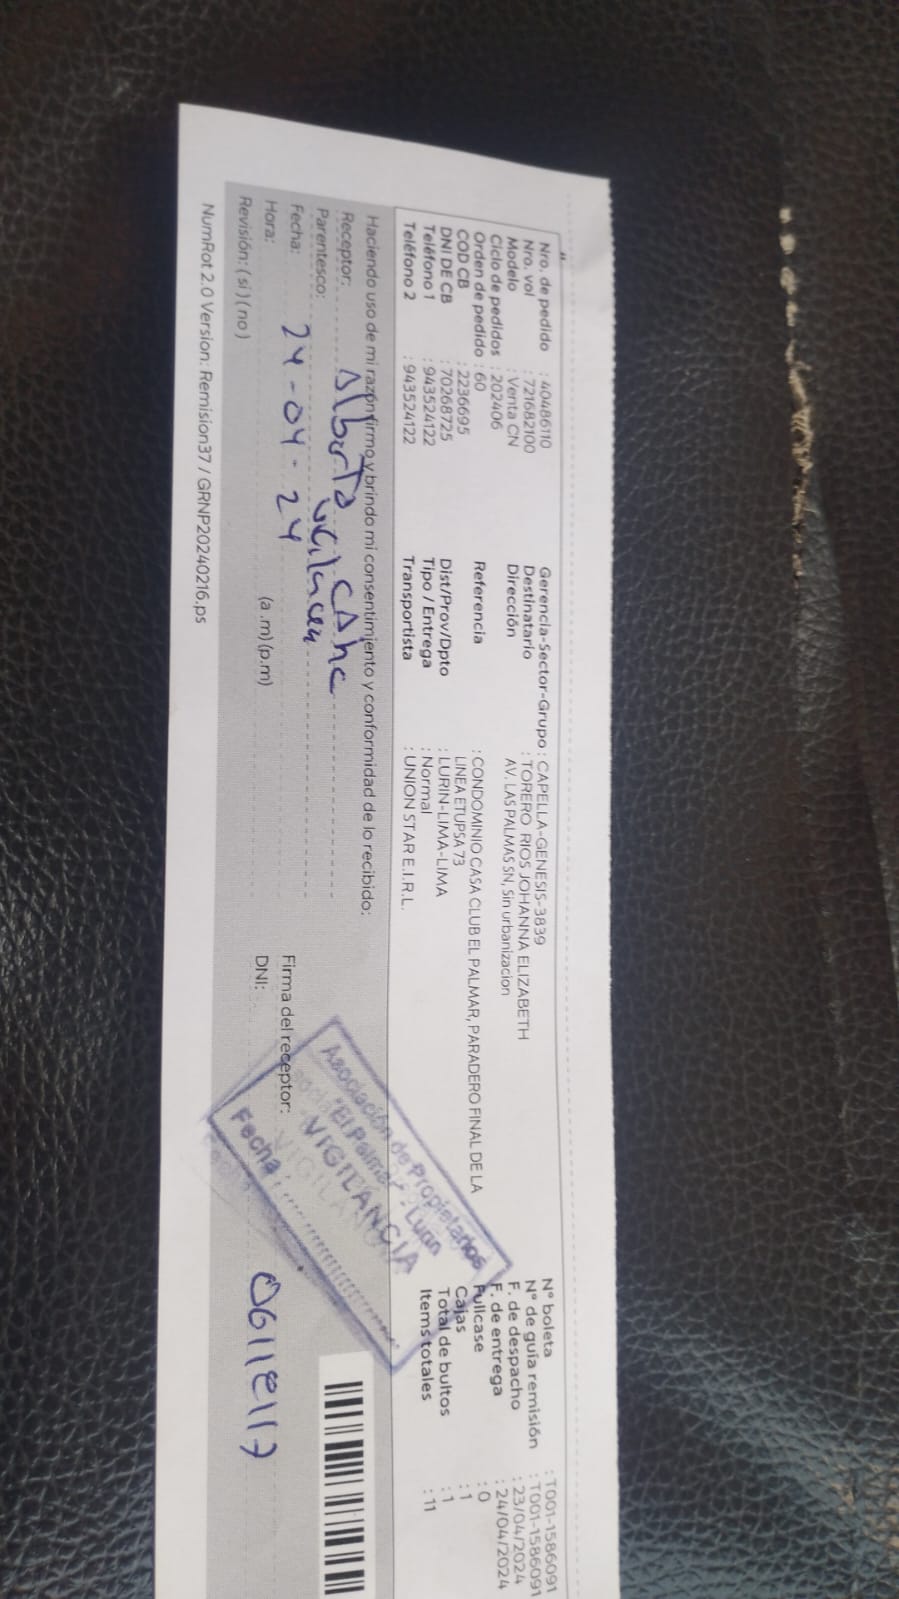 Nro. de pedido : 40486110
Nro. vol : 721682100
Modelo : Venta CN
Ciclo de pedidos : 202406
Orden de pedido : 60
COD CB : 2236695
DNI DE CB : 70268725
Teléfono 1 : 943524122
Teléfono 2 : 943524122
Gerencia-Sector-Grupo : CAPELLA-GENESIS-3839
Destinatario : TORERO RIOS JOHANNA ELIZABETH
Dirección AV. LAS PALMAS SN, Sin urbanizacion
Referencia : CONDOMINIO CASA CLUB EL PALMAR, PARADERO FINAL DE LA
LINEA ETUPSA 73
Dist/Prov/Dpto : LURIN-LIMA-LIMA
Tipo / Entrega : Normal
Transportista : UNION STAR E.I.R.L.
N° boleta : T001-1586091
N° de guía remisión : T001-1586091
F. de despacho : 23/04/2024
F. de entrega : 24/04/2024
Fullcase : 0
Cajas : 1
Total de bultos : 1
Items totales : 11
Haciendo uso de mi razón firmo y brindo mi consentimiento y conformidad de lo recibido:
Receptor:
Parentesco:
Fecha: 24-04-24
Hora: (a.m)(p.m)
Revisión: ( si ) ( no )
Firma del receptor:
DNI:
Asociación de Propietarios
"El Palmar" - Lurín
VIGILANCIA
Fecha:
NumRot 2.0 Version: Remision37 / GRNP20240216.ps